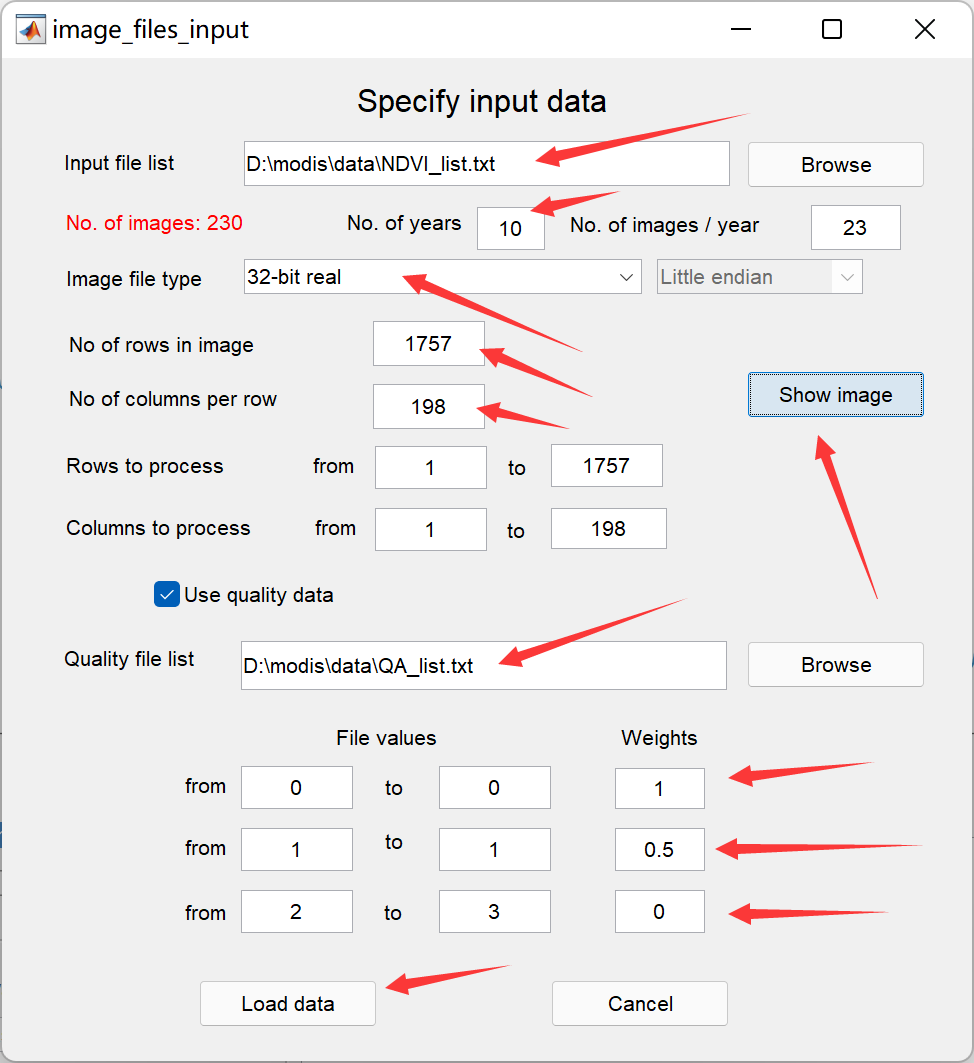 image_files_input
Specify input data
Input file list D:\modis\data\NDVI_list.txt Browse
No. of images: 230 No. of years 10 No. of images / year 23
Image file type 32-bit real Little endian
No of rows in image 1757
No of columns per row 198
Show image
Rows to process from 1 to 1757
Columns to process from 1 to 198
Use quality data
Quality file list D:\modis\data\QA_list.txt Browse
File values Weights
from 0 to 0 1
from 1 to 1 0.5
from 2 to 3 0
Load data Cancel